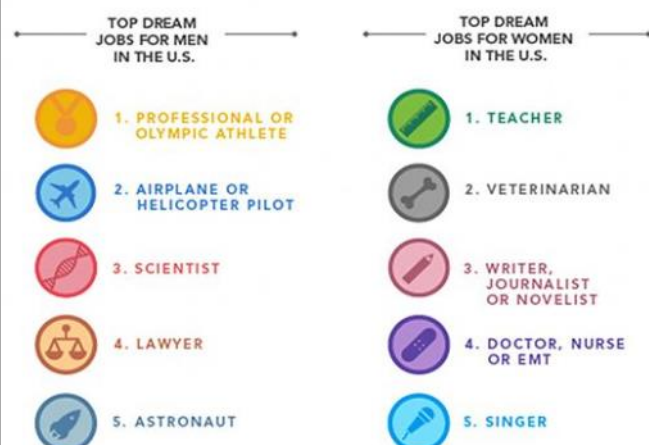 TOP DREAM
JOBS FOR MEN
IN THE U.S.
1. PROFESSIONAL OR
OLYMPIC ATHLETE
2. AIRPLANE OR
HELICOPTER PILOT
3. SCIENTIST
4. LAWYER
5. ASTRONAUT
TOP DREAM
JOBS FOR WOMEN
IN THE U.S.
1. TEACHER
2. VETERINARIAN
3. WRITER,
JOURNALIST
OR NOVELIST
4. DOCTOR, NURSE
OR EMT
5. SINGER